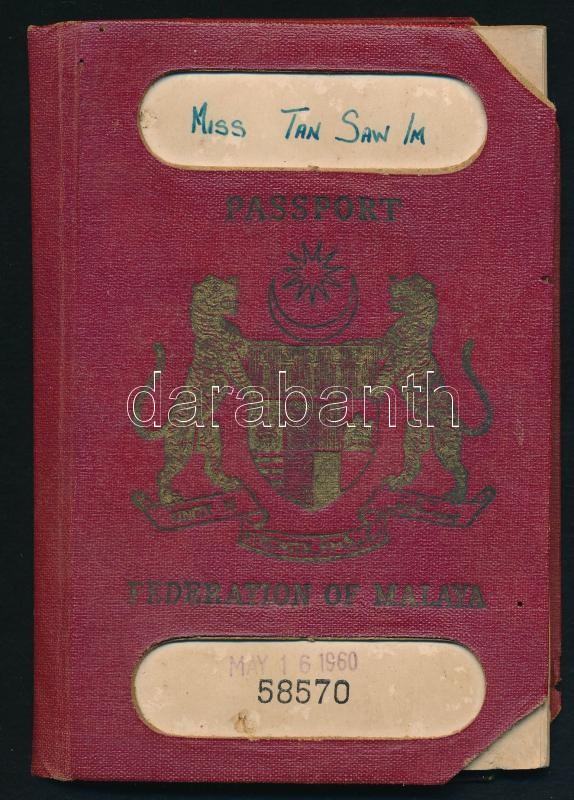 Miss Tan Saw Im
PASSPORT
darabanth
FEDERATION OF MALAYA
MAY 16 1960
58570